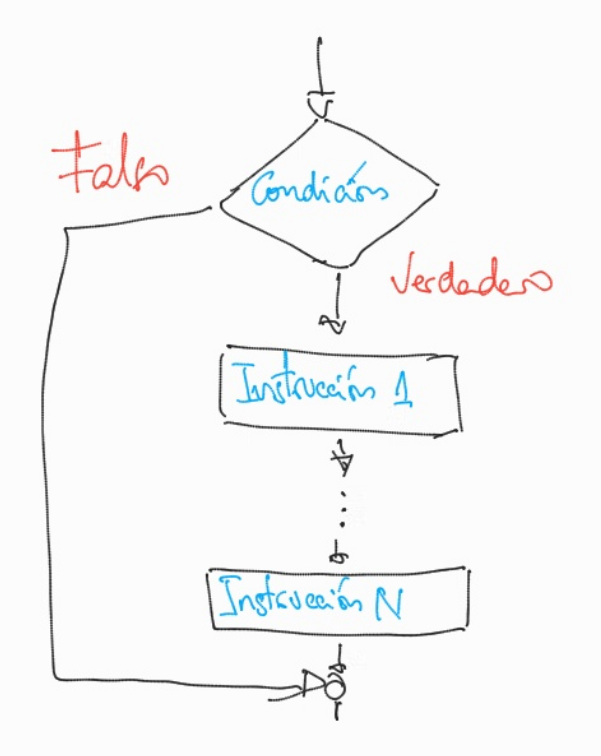 Falso
Condición
Verdadero
Instrucción 1
Instrucción N